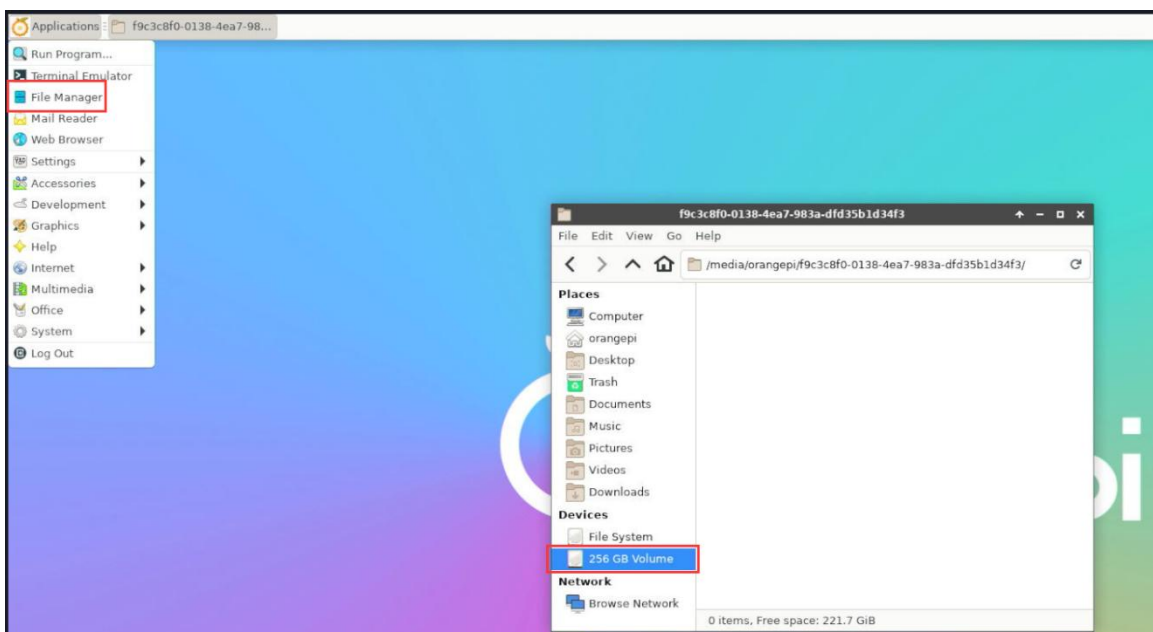 Applications f9c3c8f0-0138-4ea7-98...
Run Program...
Terminal Emulator
File Manager
Mail Reader
Web Browser
Settings
Accessories
Development
Graphics
Help
Internet
Multimedia
Office
System
Log Out
f9c3c8f0-0138-4ea7-983a-dfd35b1d34f3
File Edit View Go Help
/media/orangepi/f9c3c8f0-0138-4ea7-983a-dfd35b1d34f3/
Places
Computer
orangepi
Desktop
Trash
Documents
Music
Pictures
Videos
Downloads
Devices
File System
256 GB Volume
Network
Browse Network
0 items, Free space: 221.7 GiB
pi